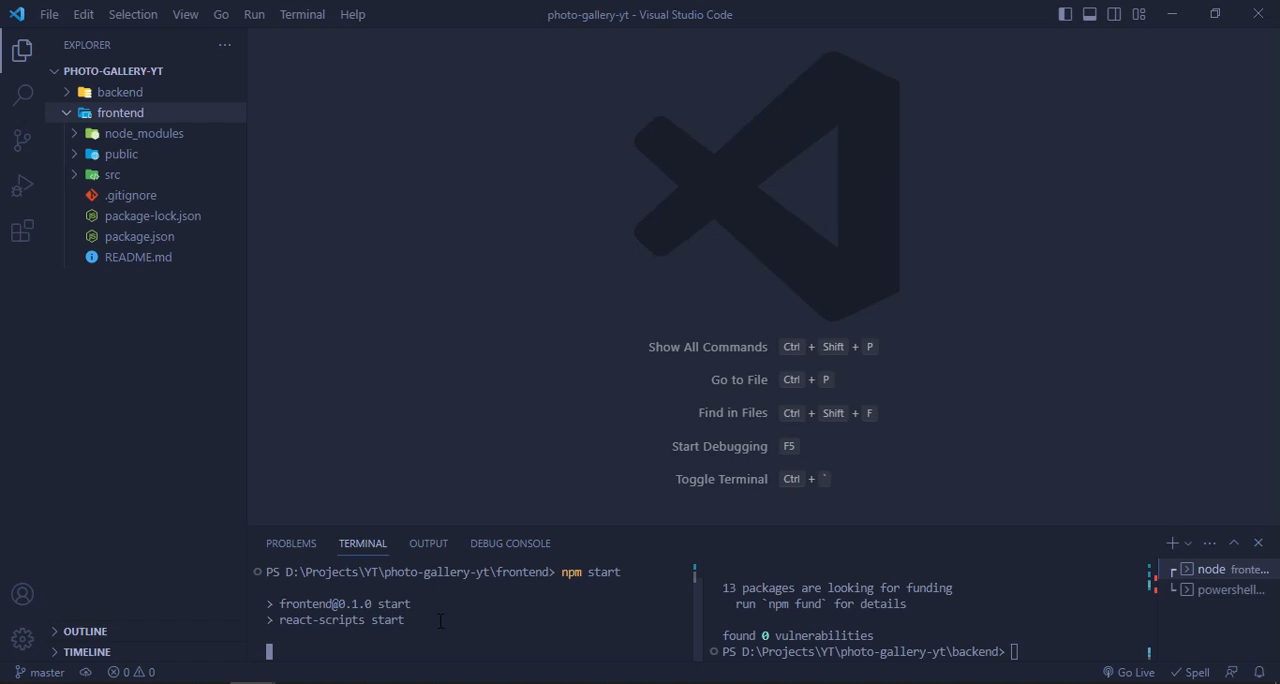 File Edit Selection View Go Run Terminal Help
photo-gallery-yt - Visual Studio Code
EXPLORER
PHOTO-GALLERY-YT
backend
frontend
node_modules
public
src
.gitignore
package-lock.json
package.json
README.md
Show All Commands Ctrl + Shift + P
Go to File Ctrl + P
Find in Files Ctrl + Shift + F
Start Debugging F5
Toggle Terminal Ctrl + `
PROBLEMS TERMINAL OUTPUT DEBUG CONSOLE
PS D:\Projects\YT\photo-gallery-yt\frontend> npm start
> frontend@0.1.0 start
> react-scripts start
13 packages are looking for funding
run `npm fund` for details
found 0 vulnerabilities
PS D:\Projects\YT\photo-gallery-yt\backend>
node fronte...
powershell...
OUTLINE
TIMELINE
master 0 0
Go Live Spell